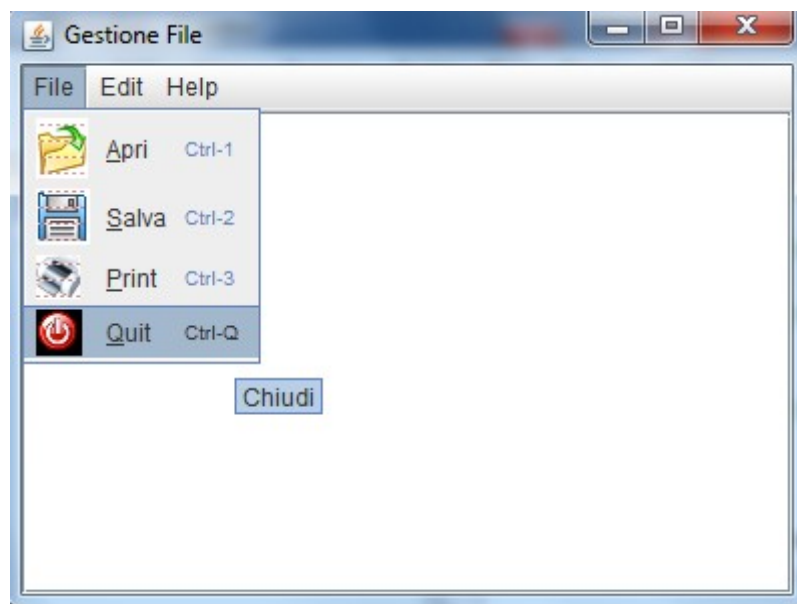 Gestione File
File Edit Help
Apri Ctrl-1
Salva Ctrl-2
Print Ctrl-3
Quit Ctrl-Q
Chiudi